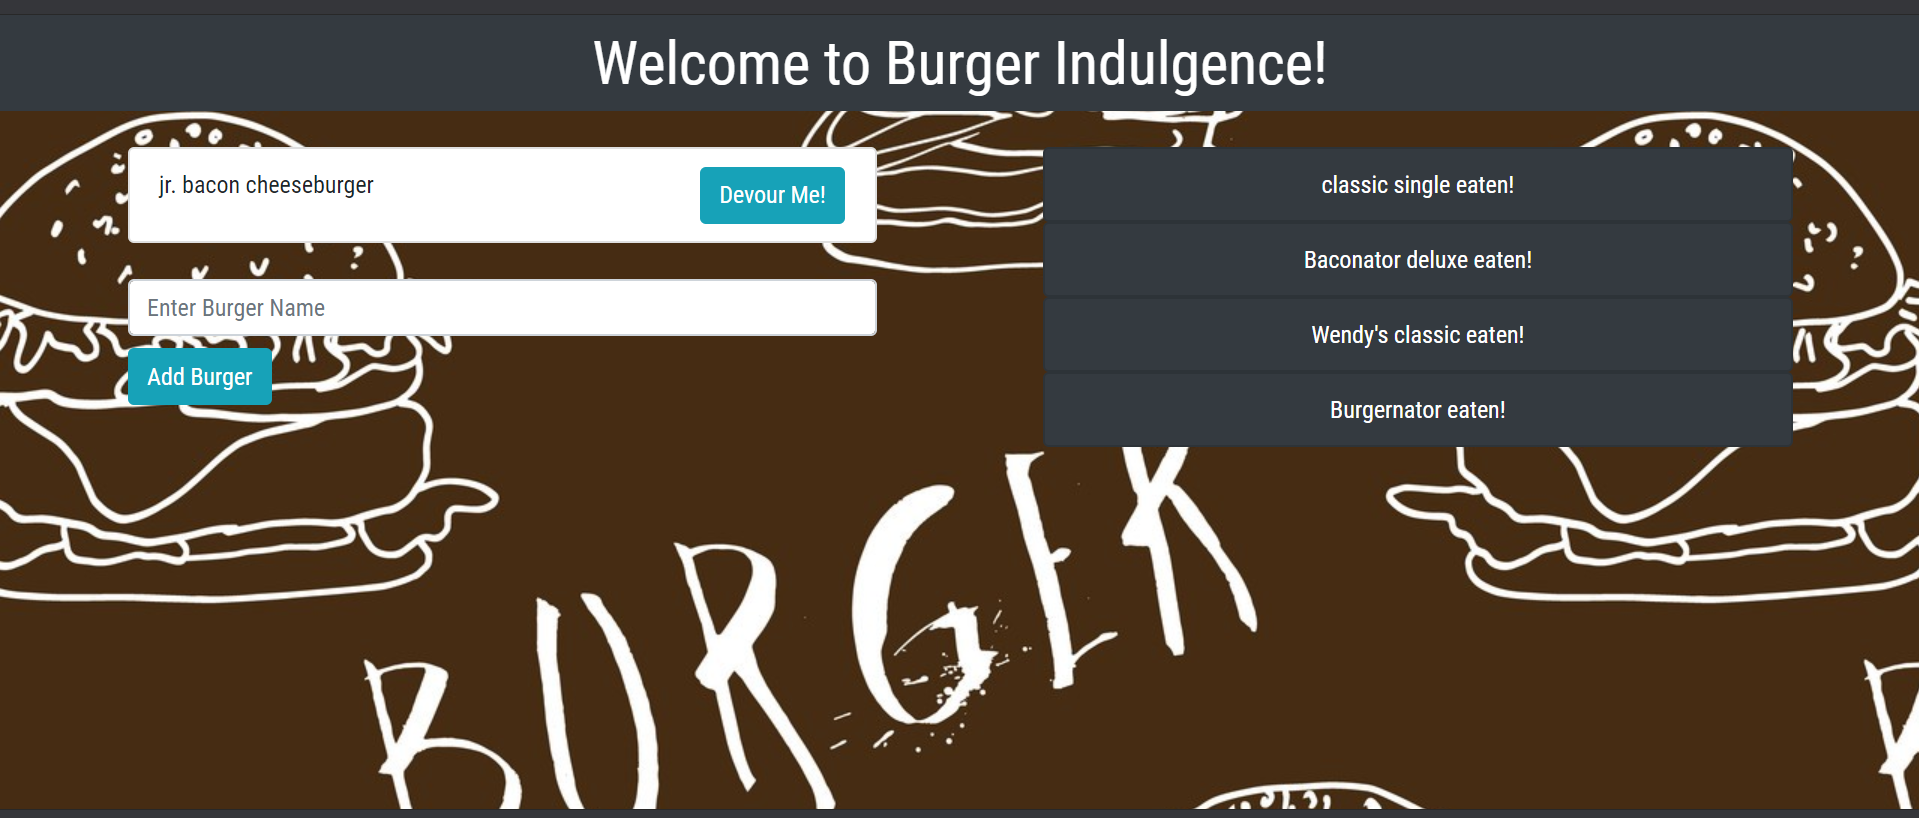 Welcome to Burger Indulgence!
jr. bacon cheeseburger
Devour Me!
Enter Burger Name
Add Burger
classic single eaten!
Baconator deluxe eaten!
Wendy's classic eaten!
Burgernator eaten!
BURGER
B